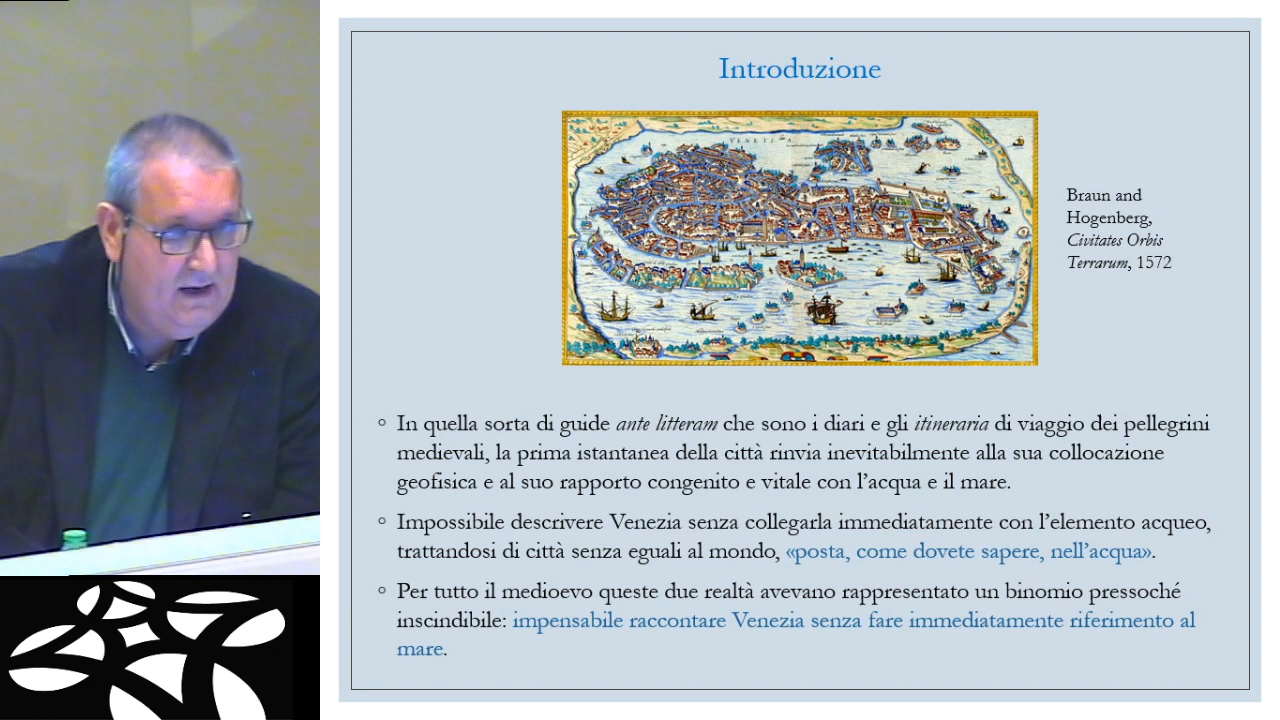 Introduzione
VENETIA
Braun and
Hogenberg,
Civitates Orbis
Terrarum, 1572
In quella sorta di guide ante litteram che sono i diari e gli itineraria di viaggio dei pellegrini
medievali, la prima istantanea della città rinvia inevitabilmente alla sua collocazione
geofisica e al suo rapporto congenito e vitale con l’acqua e il mare.
Impossibile descrivere Venezia senza collegarla immediatamente con l’elemento acqueo,
trattandosi di città senza eguali al mondo, «posta, come dovete sapere, nell’acqua».
Per tutto il medioevo queste due realtà avevano rappresentato un binomio pressoché
inscindibile: impensabile raccontare Venezia senza fare immediatamente riferimento al
mare.